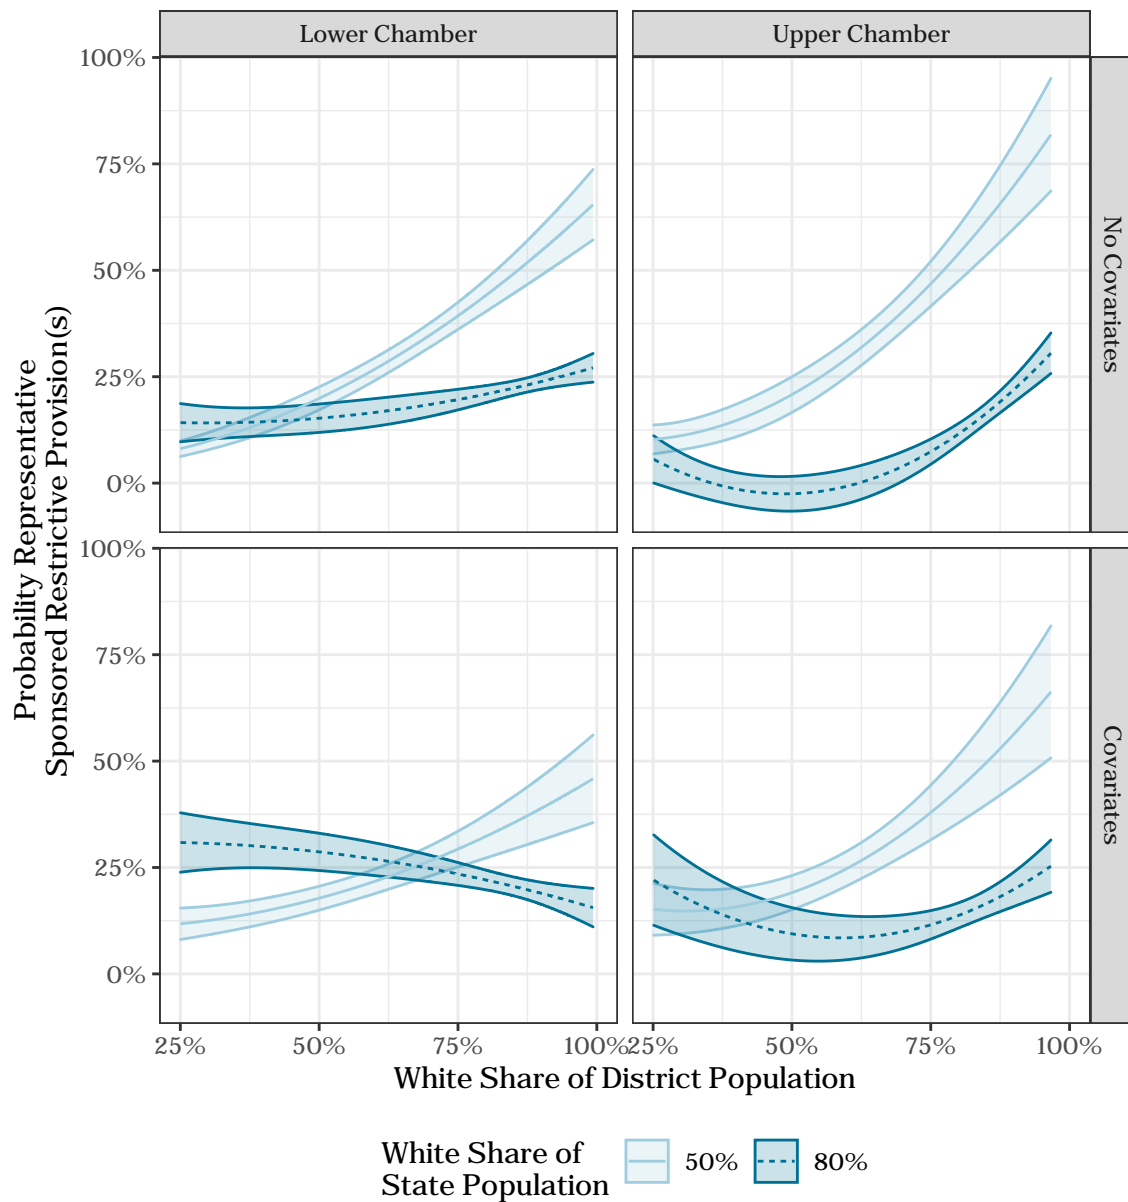 Lower Chamber
Upper Chamber
100%
75%
50%
25%
0%
No Covariates
100%
75%
50%
25%
0%
Covariates
Probability Representative
Sponsored Restrictive Provision(s)
25%
50%
75%
100%
25%
50%
75%
100%
White Share of District Population
White Share of
State Population
50%
80%